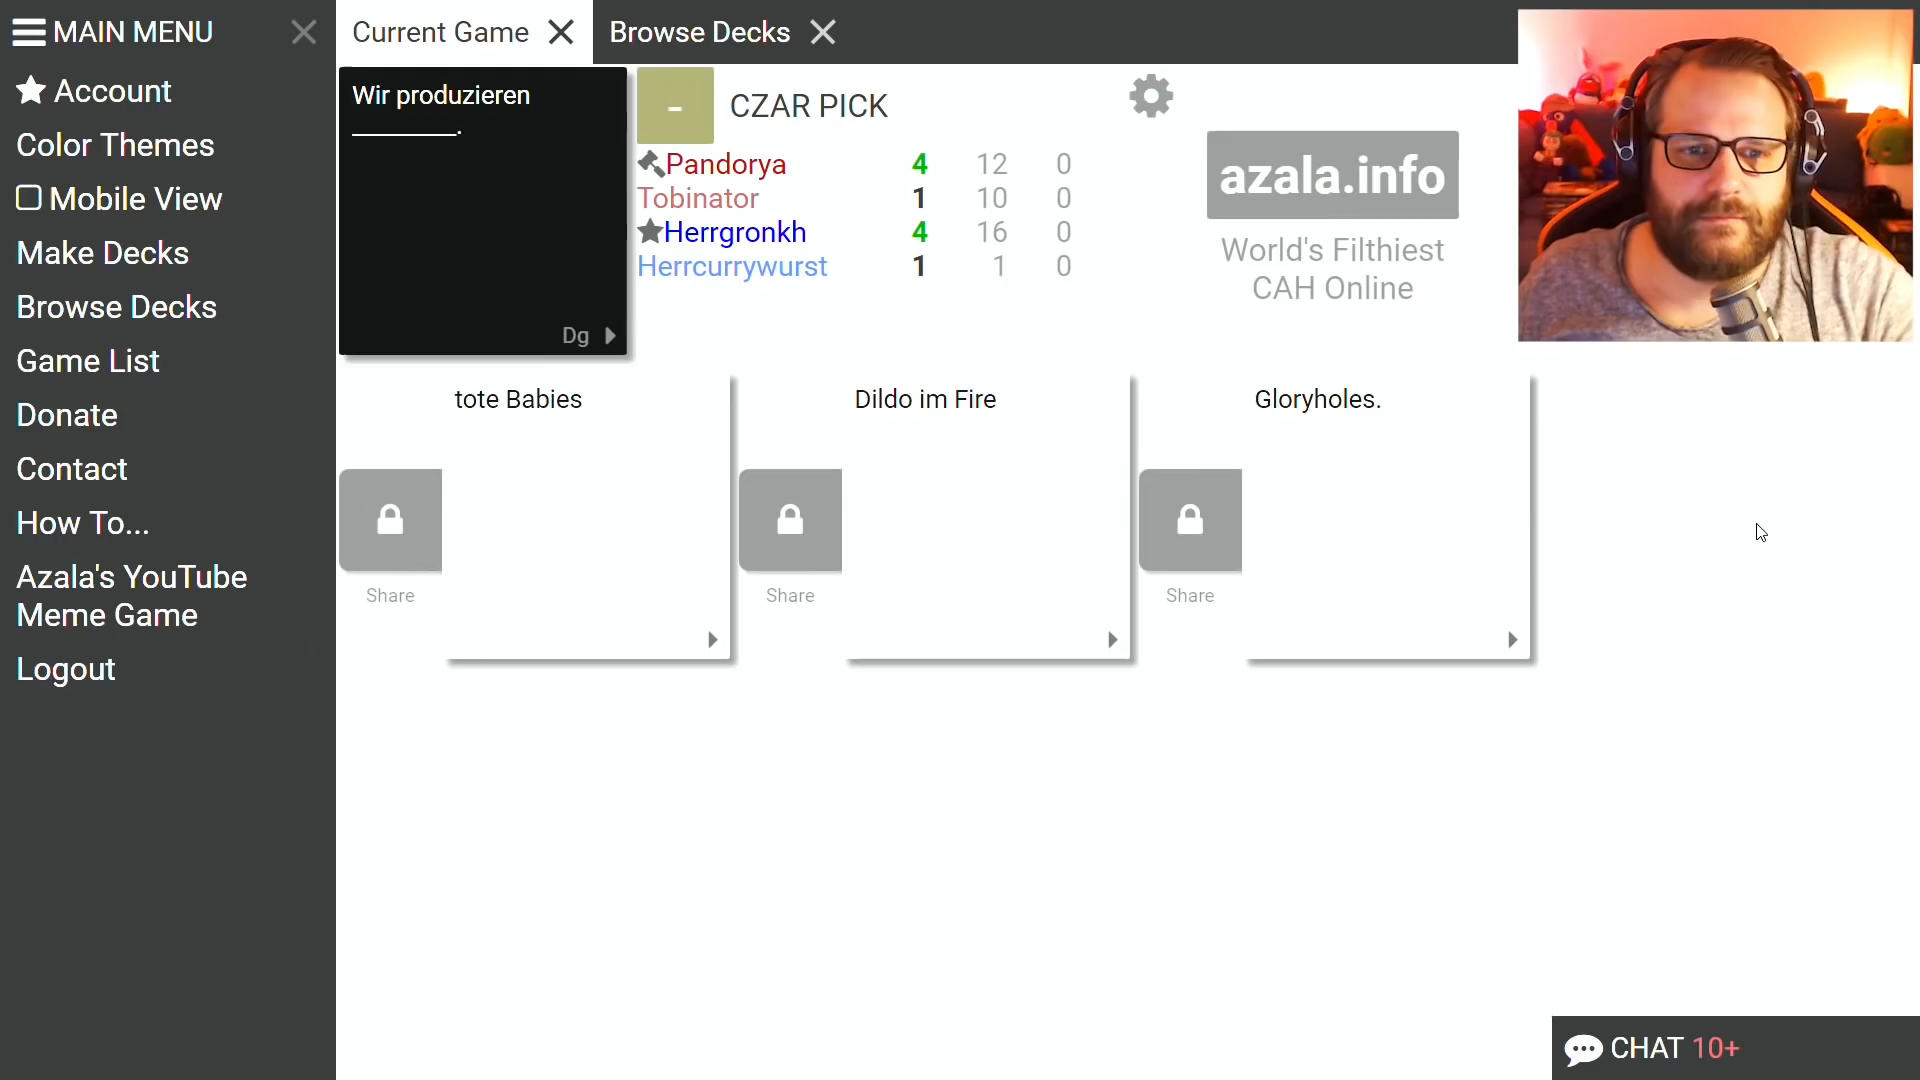 MAIN MENU
Account
Color Themes
Mobile View
Make Decks
Browse Decks
Game List
Donate
Contact
How To...
Azala's YouTube
Meme Game
Logout
Current Game
Browse Decks
Wir produzieren
________.
Dg
-
CZAR PICK
Pandorya 4 12 0
Tobinator 1 10 0
Herrgronkh 4 16 0
Herrcurrywurst 1 1 0
azala.info
World's Filthiest
CAH Online
tote Babies
Share
Dildo im Fire
Share
Gloryholes.
Share
CHAT 10+